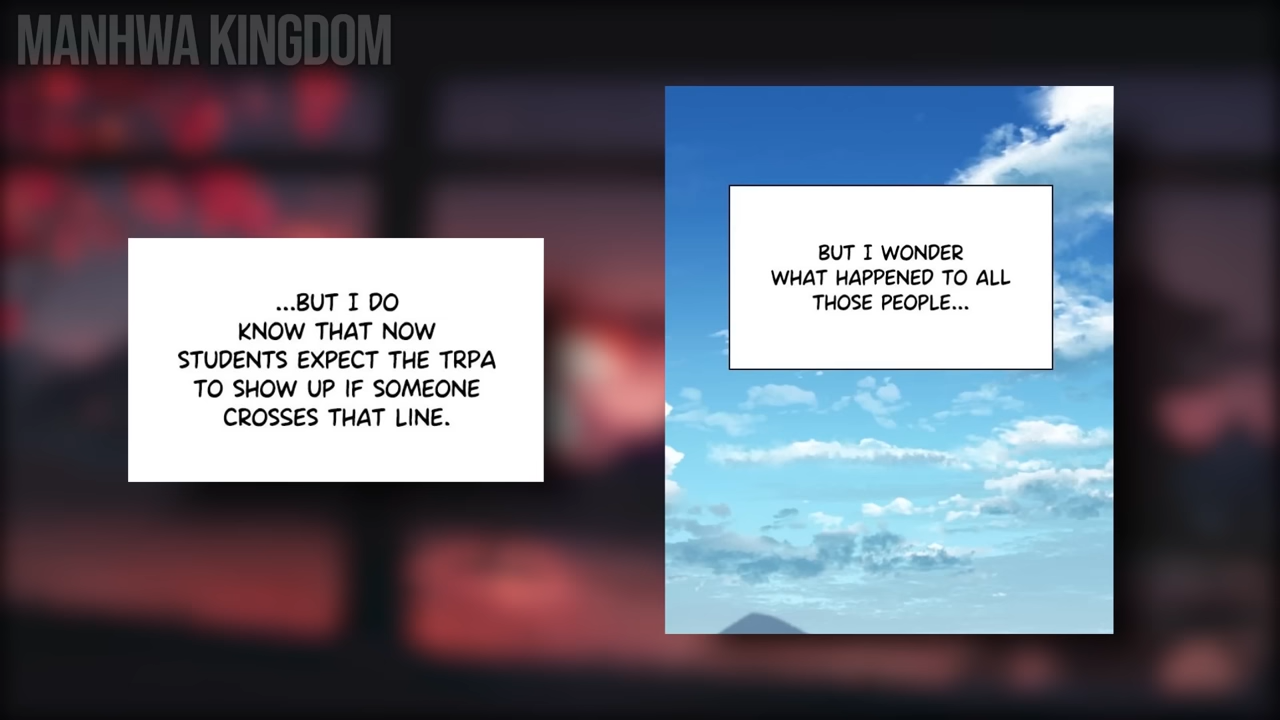 MANHWA KINGDOM
...BUT I DO
KNOW THAT NOW
STUDENTS EXPECT THE TRPA
TO SHOW UP IF SOMEONE
CROSSES THAT LINE.
BUT I WONDER
WHAT HAPPENED TO ALL
THOSE PEOPLE...